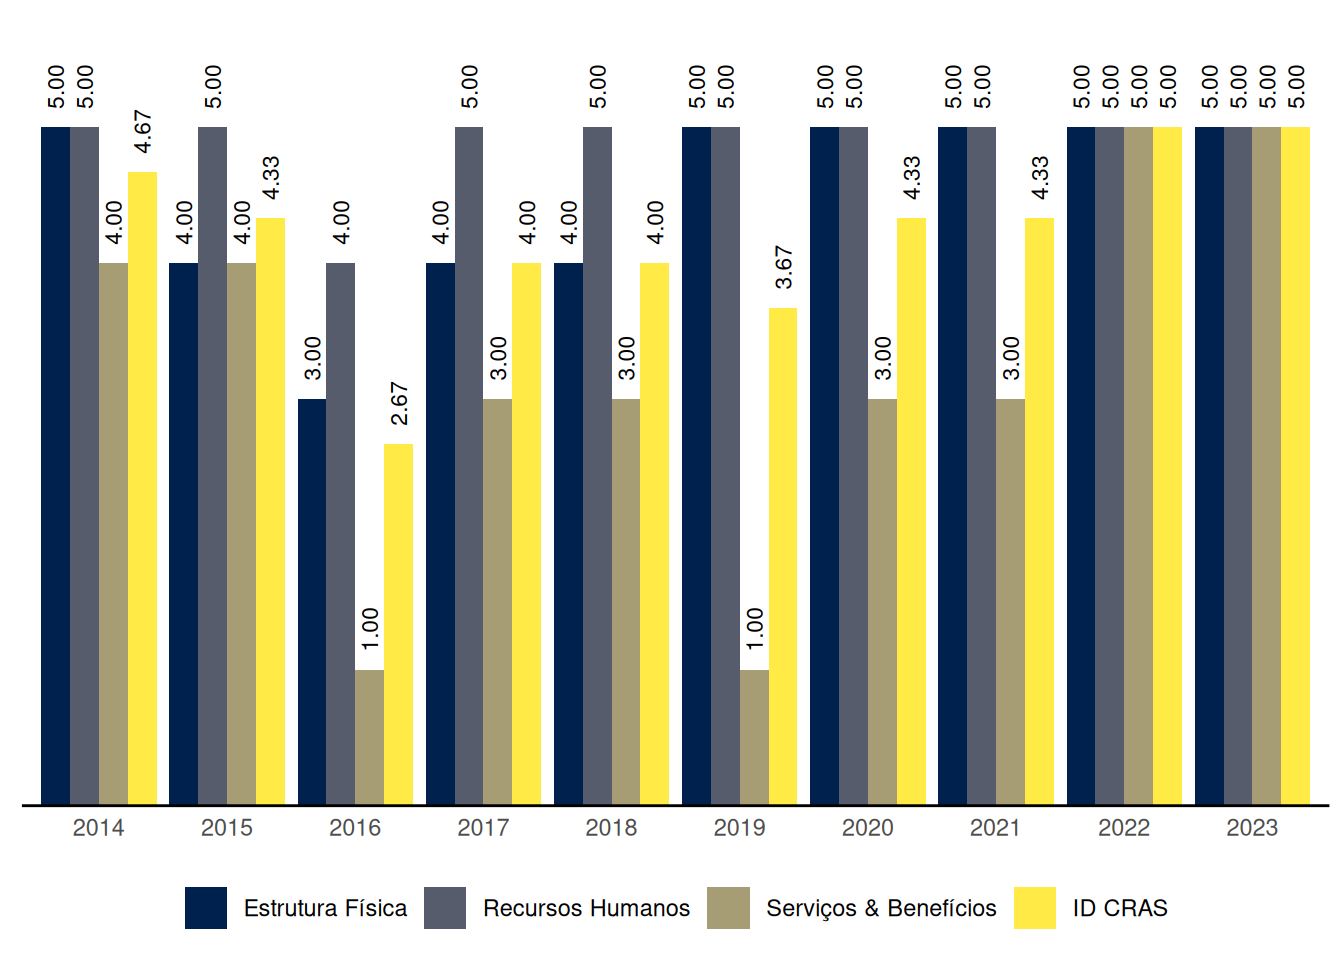 5.00 5.00 4.00 4.67
4.00 5.00 4.00 4.33
3.00 4.00 1.00 2.67
4.00 5.00 3.00 4.00
4.00 5.00 3.00 4.00
5.00 5.00 1.00 3.67
5.00 5.00 3.00 4.33
5.00 5.00 3.00 4.33
5.00 5.00 5.00 5.00
5.00 5.00 5.00 5.00
2014 2015 2016 2017 2018 2019 2020 2021 2022 2023
Estrutura Física Recursos Humanos Serviços & Benefícios ID CRAS